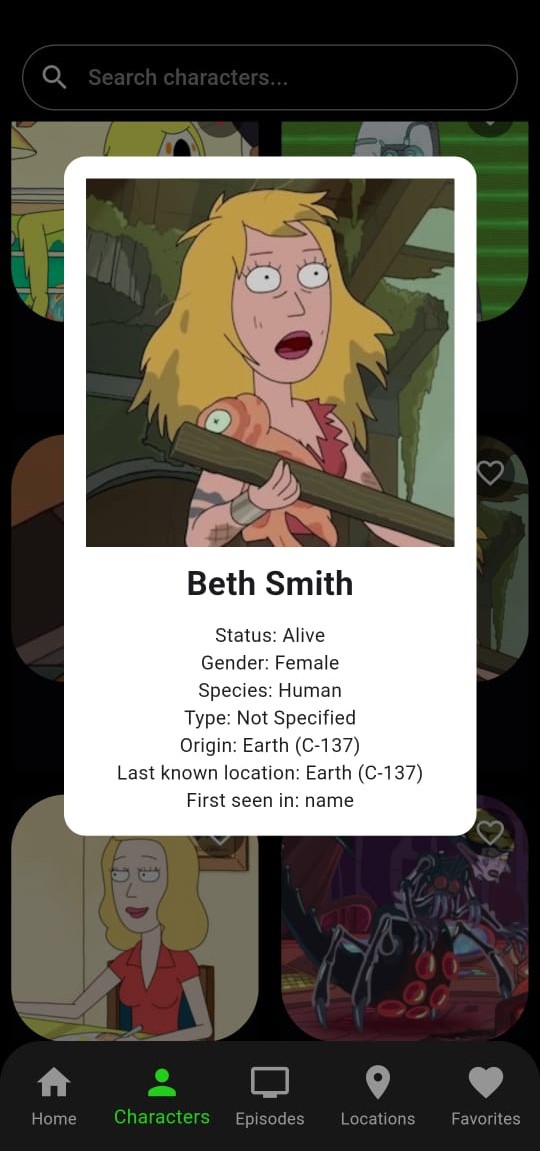 Search characters...
Beth Smith
Status: Alive
Gender: Female
Species: Human
Type: Not Specified
Origin: Earth (C-137)
Last known location: Earth (C-137)
First seen in: name
Home
Characters
Episodes
Locations
Favorites